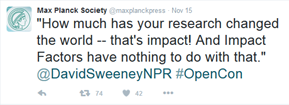 Max Planck Society @maxplanckpress · Nov 15
"How much has your research changed
the world -- that's impact! And Impact
Factors have nothing to do with that."
@DavidSweeneyNPR #OpenCon
74 42